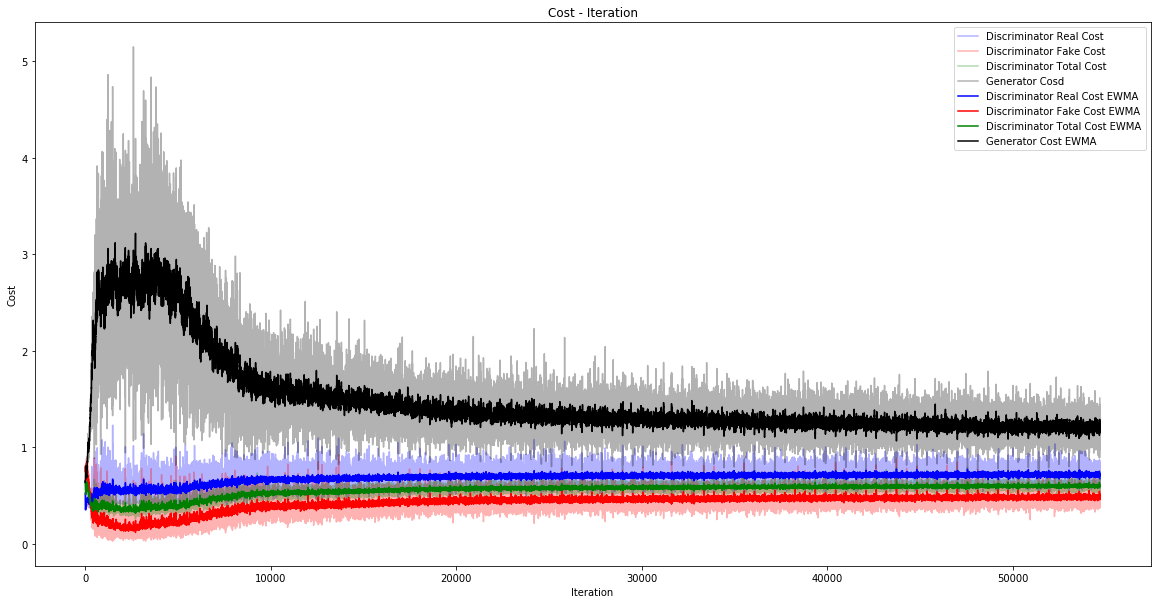 Cost - Iteration
Discriminator Real Cost
Discriminator Fake Cost
Discriminator Total Cost
Generator Cosd
Discriminator Real Cost EWMA
Discriminator Fake Cost EWMA
Discriminator Total Cost EWMA
Generator Cost EWMA
5
4
3
2
1
0
Cost
0 10000 20000 30000 40000 50000
Iteration